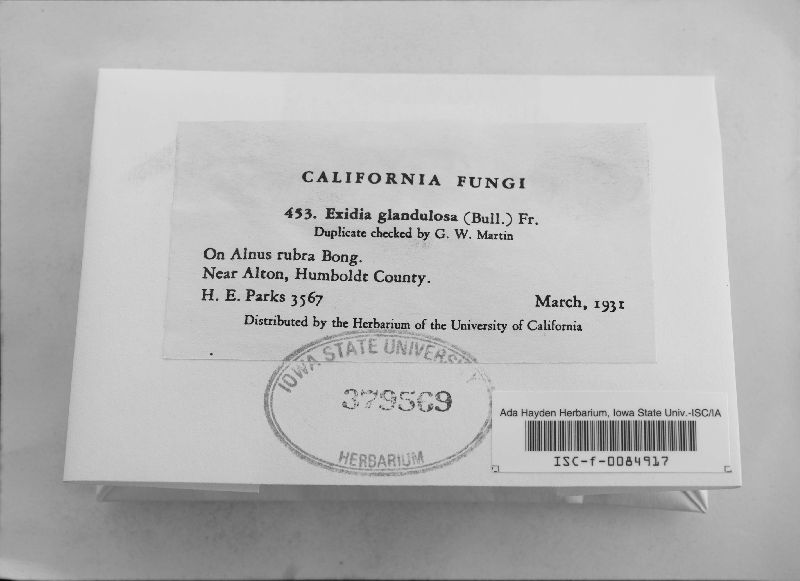 CALIFORNIA FUNGI
453. Exidia glandulosa (Bull.) Fr.
Duplicate checked by G. W. Martin
On Alnus rubra Bong.
Near Alton, Humboldt County.
H. E. Parks 3567 March, 1931
Distributed by the Herbarium of the University of California
IOWA STATE UNIVERSITY
379569
HERBARIUM
Ada Hayden Herbarium, Iowa State Univ.-ISC/IA
ISC-f-0084917